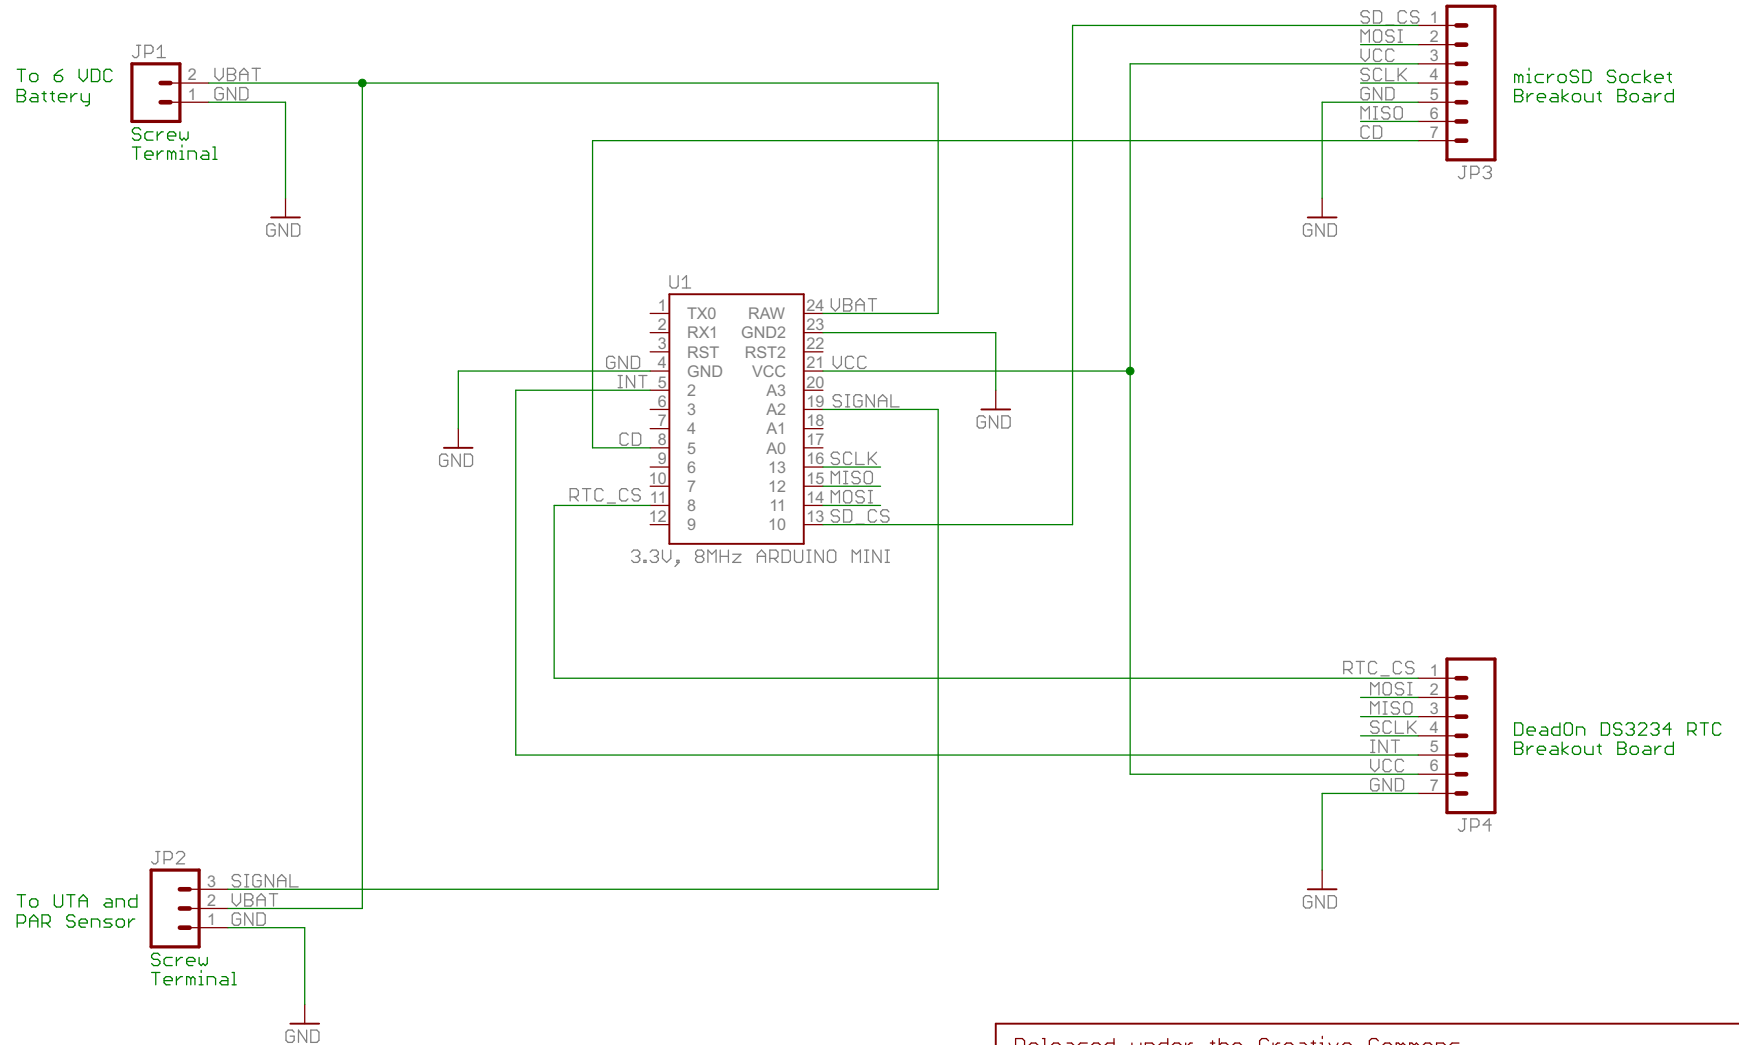 JP1
To 6 VDC
Battery
2 VBAT
1 GND
Screw
Terminal
GND
SD_CS 1
MOSI 2
VCC 3
SCLK 4
GND 5
MISO 6
CD 7
JP3
microSD Socket
Breakout Board
GND
U1
1 TX0 RAW 24 VBAT
2 RX1 GND2 23
3 RST RST2 22
GND 4 GND VCC 21 VCC
INT 5 2 A3 20
6 3 A2 19 SIGNAL
7 4 A1 18
CD 8 5 A0 17
9 6 13 16 SCLK
10 7 12 15 MISO
RTC_CS 11 8 11 14 MOSI
12 9 10 13 SD_CS
3.3V, 8MHz ARDUINO MINI
GND
GND
RTC_CS 1
MOSI 2
MISO 3
SCLK 4
INT 5
VCC 6
GND 7
JP4
DeadOn DS3234 RTC
Breakout Board
GND
JP2
To UTA and
PAR Sensor
3 SIGNAL
2 VBAT
1 GND
Screw
Terminal
GND
Released under the Creative Commons